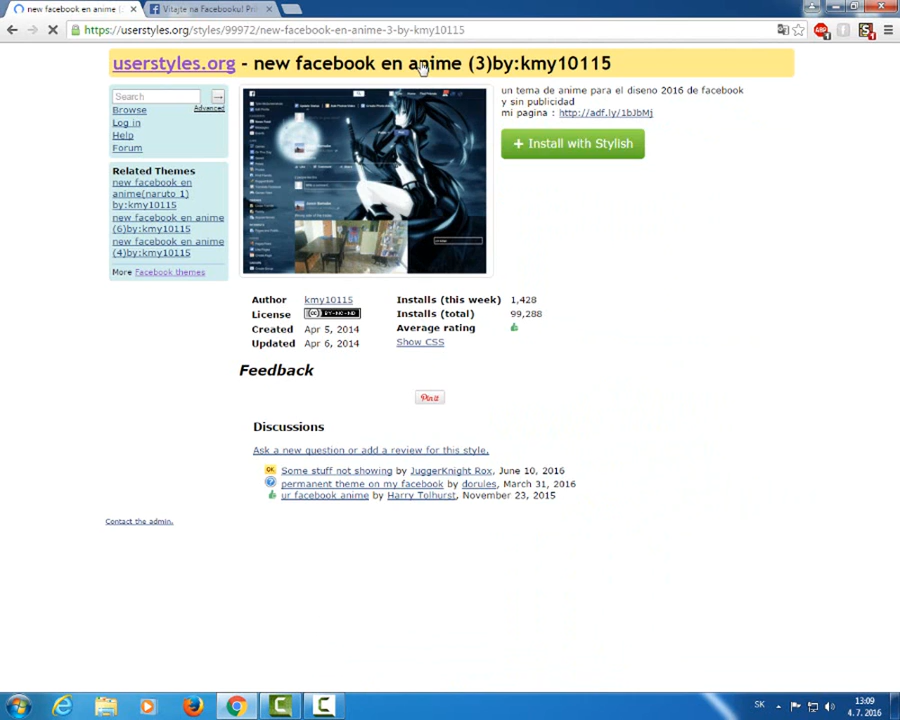 new facebook en anime (
Vitajte na Facebooku! Pri
https://userstyles.org/styles/99972/new-facebook-en-anime-3-by-kmy10115
userstyles.org - new facebook en anime (3)by:kmy10115
Search
Advanced
Browse
Log in
Help
Forum
Related Themes
new facebook en
anime(naruto 1)
by:kmy10115
new facebook en anime
(6)by:kmy10115
new facebook en anime
(4)by:kmy10115
More Facebook themes
un tema de anime para el diseno 2016 de facebook
y sin publicidad
mi pagina : http://adf.ly/1bJbMj
+ Install with Stylish
Author kmy10115
License (cc) BY-NC-ND
Created Apr 5, 2014
Updated Apr 6, 2014
Installs (this week) 1,428
Installs (total) 99,288
Average rating
Show CSS
Feedback
Pin it
Discussions
Ask a new question or add a review for this style.
OK Some stuff not showing by JuggerKnight Rox, June 10, 2016
permanent theme on my facebook by dorules, March 31, 2016
ur facebook anime by Harry Tolhurst, November 23, 2015
Contact the admin.
SK
13:09
4. 7. 2016